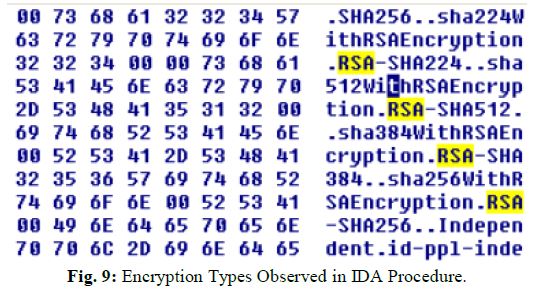 00 73 68 61 32 32 34 57 .SHA256..sha224W
63 72 79 70 74 69 6F 6E ithRSAEncryption
32 32 34 00 00 73 68 61 .RSA-SHA224..sha
53 41 45 6E 63 72 79 70 512WithRSAEncryp
2D 53 48 41 35 31 32 00 tion.RSA-SHA512.
69 74 68 52 53 41 45 6E .sha384WithRSAEn
00 52 53 41 2D 53 48 41 cryption.RSA-SHA
32 35 36 57 69 74 68 52 384..sha256WithR
74 69 6F 6E 00 52 53 41 SAEncryption.RSA
00 49 6E 64 65 70 65 6E -SHA256..Indepen
70 70 6C 2D 69 6E 64 65 dent.id-ppl-inde
Fig. 9: Encryption Types Observed in IDA Procedure.